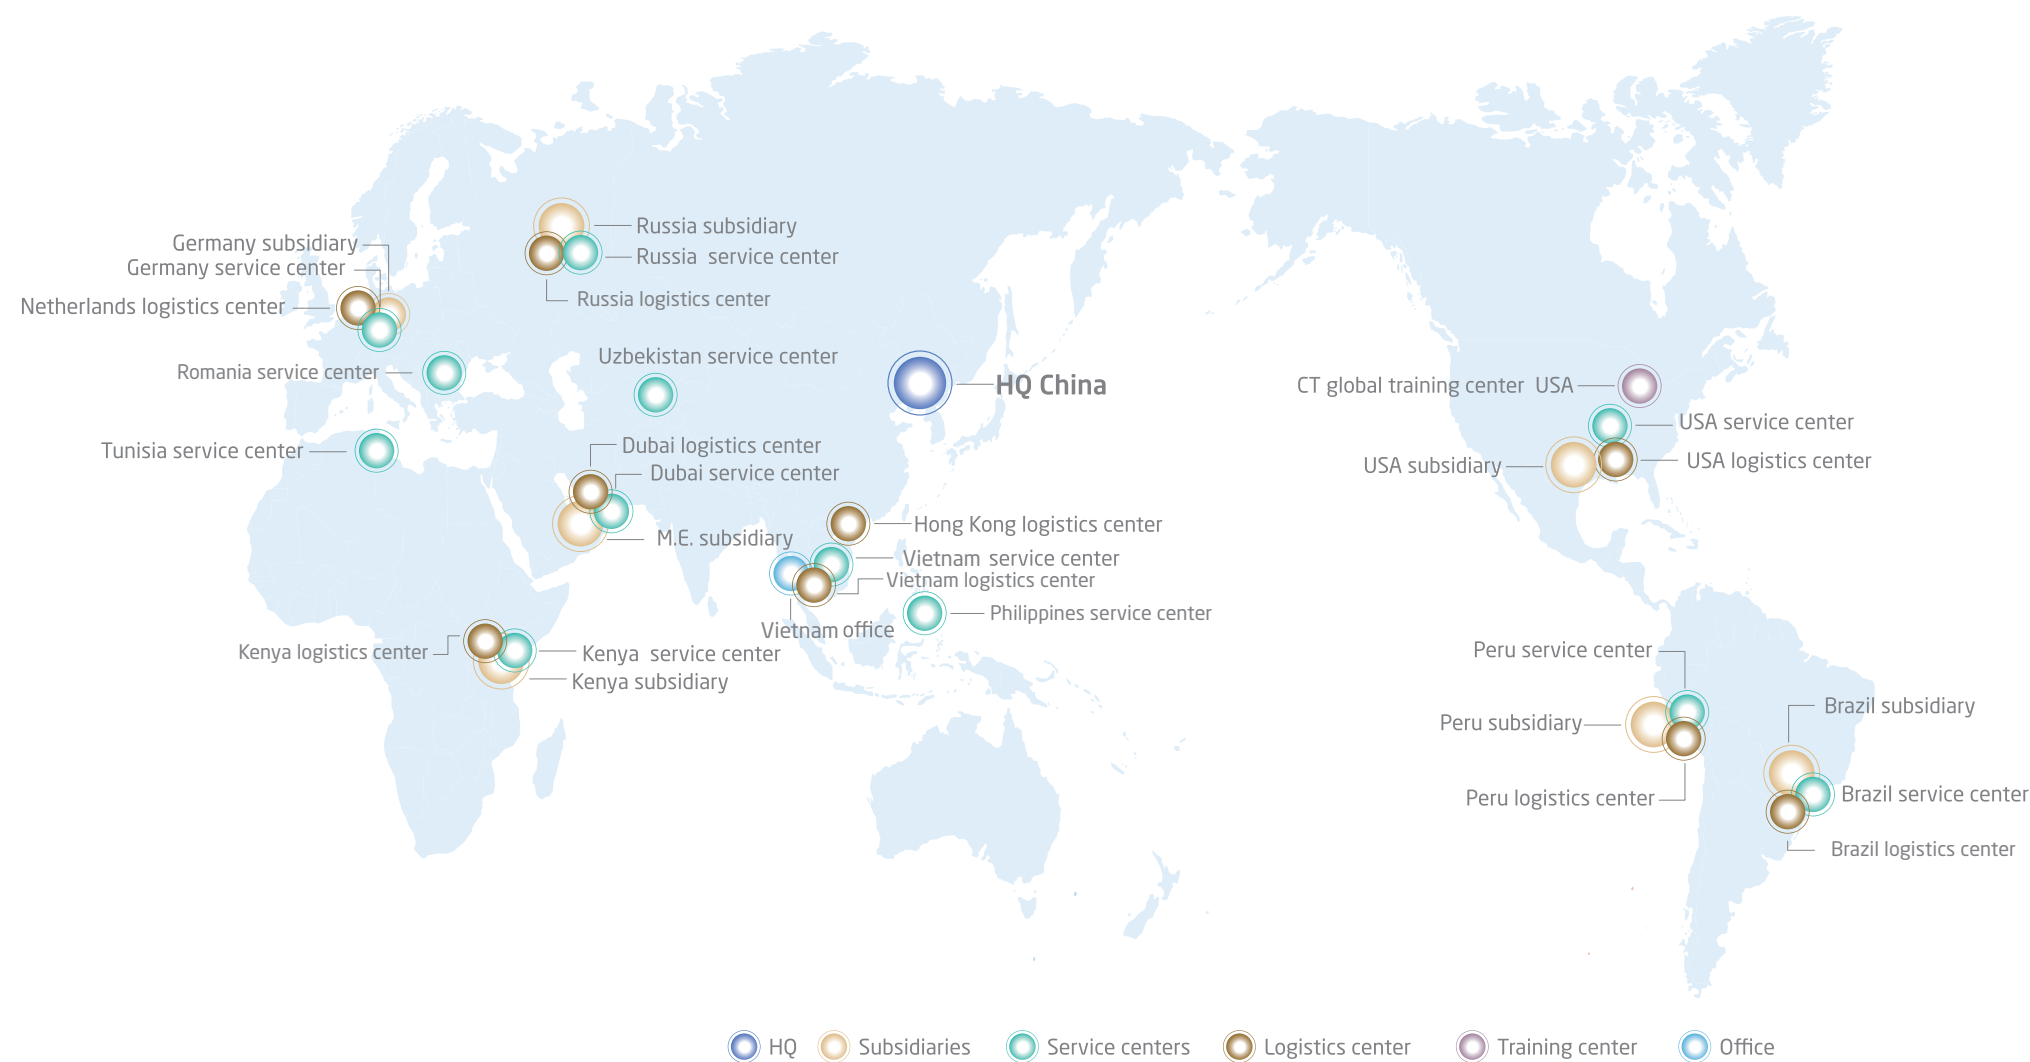 Russia subsidiary
Germany subsidiary
Russia service center
Germany service center
Russia logistics center
Netherlands logistics center
Uzbekistan service center
Romania service center
HQ China
CT global training center USA
USA service center
Tunisia service center
Dubai logistics center
USA logistics center
USA subsidiary
Dubai service center
Hong Kong logistics center
M.E. subsidiary
Vietnam service center
Vietnam logistics center
Philippines service center
Vietnam office
Kenya logistics center
Kenya service center
Peru service center
Kenya subsidiary
Brazil subsidiary
Peru subsidiary
Brazil service center
Peru logistics center
Brazil logistics center
HQ
Subsidiaries
Service centers
Logistics center
Training center
Office